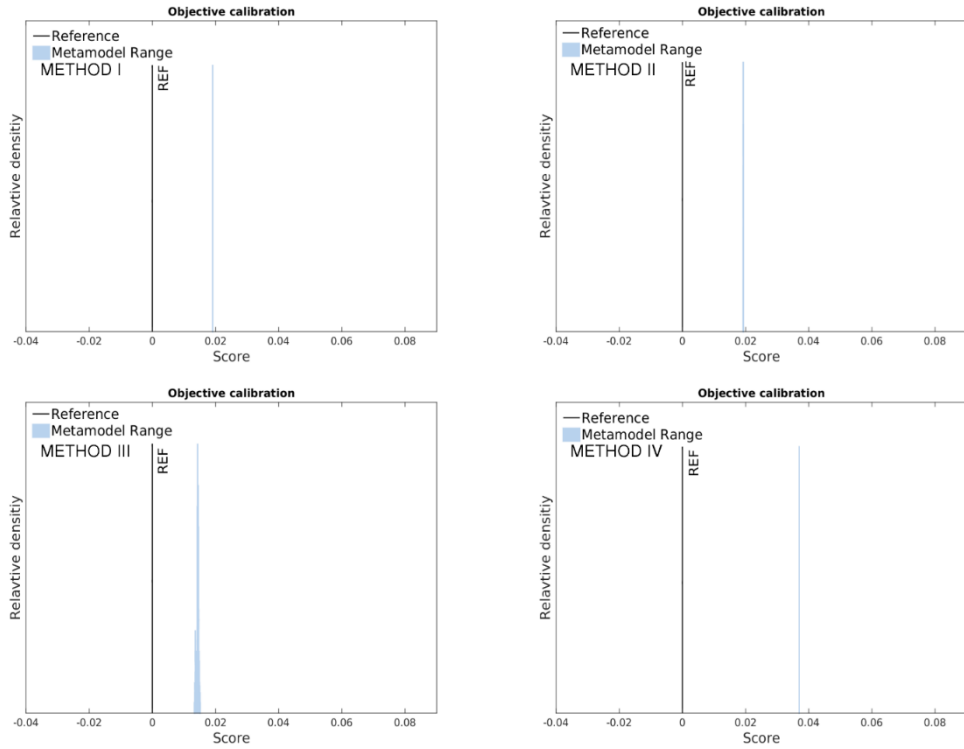 Objective calibration
Reference
Metamodel Range
METHOD I
REF
Relavtive densitiy
-0.04 -0.02 0 0.02 0.04 0.06 0.08
Score
Objective calibration
Reference
Metamodel Range
METHOD II
REF
Relavtive densitiy
-0.04 -0.02 0 0.02 0.04 0.06 0.08
Score
Objective calibration
Reference
Metamodel Range
METHOD III
REF
Relavtive densitiy
-0.04 -0.02 0 0.02 0.04 0.06 0.08
Score
Objective calibration
Reference
Metamodel Range
METHOD IV
REF
Relavtive densitiy
-0.04 -0.02 0 0.02 0.04 0.06 0.08
Score